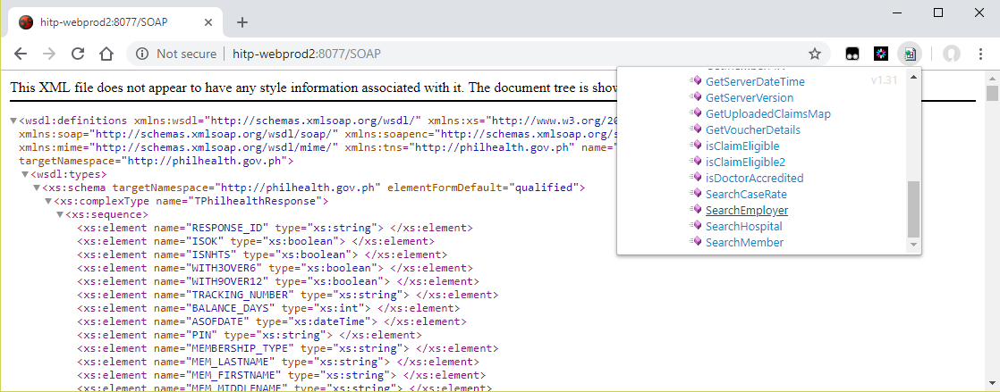 hitp-webprod2:8077/SOAP
Not secure | hitp-webprod2:8077/SOAP
This XML file does not appear to have any style information associated with it. The document tree is show
<wsdl:definitions xmlns:wsdl="http://schemas.xmlsoap.org/wsdl/" xmlns:xs="http://www.w3.org/20
xmlns:soap="http://schemas.xmlsoap.org/wsdl/soap/" xmlns:soapenc="http://schemas.xmlsoap.org/s
xmlns:mime="http://schemas.xmlsoap.org/wsdl/mime/" xmlns:tns="http://philhealth.gov.ph" name="
targetNamespace="http://philhealth.gov.ph">
<wsdl:types>
<xs:schema targetNamespace="http://philhealth.gov.ph" elementFormDefault="qualified">
<xs:complexType name="TPhilhealthResponse">
<xs:sequence>
<xs:element name="RESPONSE_ID" type="xs:string"> </xs:element>
<xs:element name="ISOK" type="xs:boolean"> </xs:element>
<xs:element name="ISNHTS" type="xs:boolean"> </xs:element>
<xs:element name="WITH3OVER6" type="xs:boolean"> </xs:element>
<xs:element name="WITH9OVER12" type="xs:boolean"> </xs:element>
<xs:element name="TRACKING_NUMBER" type="xs:string"> </xs:element>
<xs:element name="BALANCE_DAYS" type="xs:int"> </xs:element>
<xs:element name="ASOFDATE" type="xs:dateTime"> </xs:element>
<xs:element name="PIN" type="xs:string"> </xs:element>
<xs:element name="MEMBERSHIP_TYPE" type="xs:string"> </xs:element>
<xs:element name="MEM_LASTNAME" type="xs:string"> </xs:element>
<xs:element name="MEM_FIRSTNAME" type="xs:string"> </xs:element>
<xs:element name="MEM_MIDDLENAME" type="xs:string"> </xs:element>
GetServerDateTime
v1.31
GetServerVersion
GetUploadedClaimsMap
GetVoucherDetails
isClaimEligible
isClaimEligible2
isDoctorAccredited
SearchCaseRate
SearchEmployer
SearchHospital
SearchMember